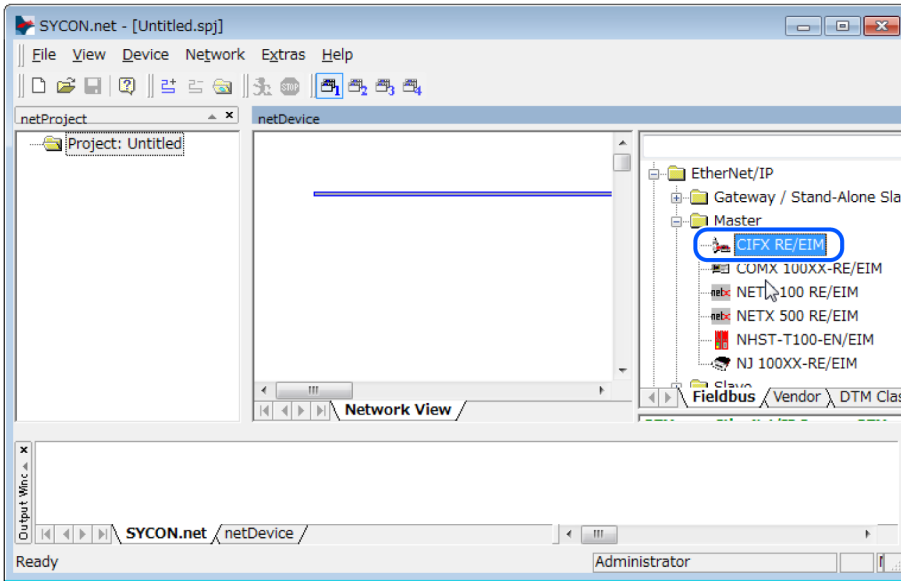 SYCON.net - [Untitled.spj]
File View Device Network Extras Help
netProject
netDevice
Project: Untitled
EtherNet/IP
Gateway / Stand-Alone Sla
Master
CIFX RE/EIM
COMX 100XX-RE/EIM
NETX 100 RE/EIM
NETX 500 RE/EIM
NHST-T100-EN/EIM
NJ 100XX-RE/EIM
Slave
Network View
Fieldbus Vendor DTM Clas
Output Winc
SYCON.net netDevice
Ready
Administrator